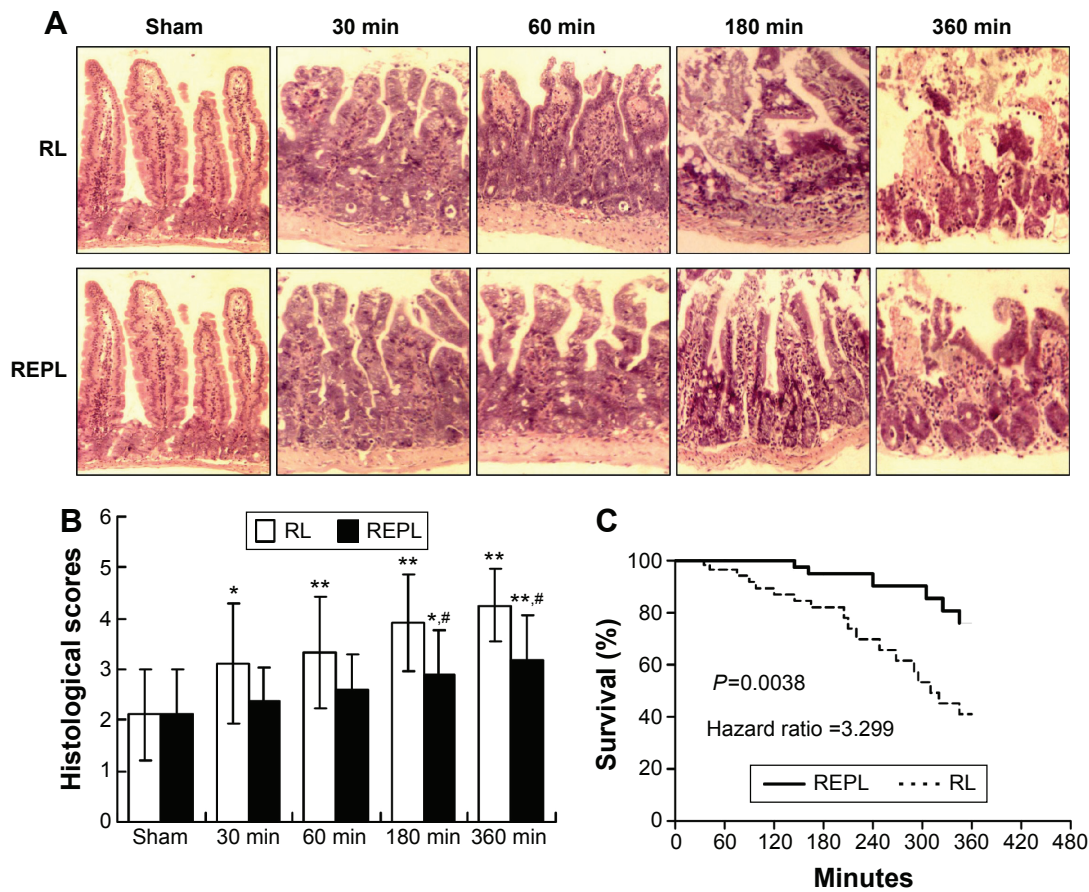 A
Sham 30 min 60 min 180 min 360 min
RL
REPL
B
Histological scores
6
5
4
3
2
1
0
RL REPL
* ** ** *,# ** **,#
Sham 30 min 60 min 180 min 360 min
C
Survival (%)
100
80
60
40
20
0
P=0.0038
Hazard ratio =3.299
REPL RL
0 60 120 180 240 300 360 420 480
Minutes